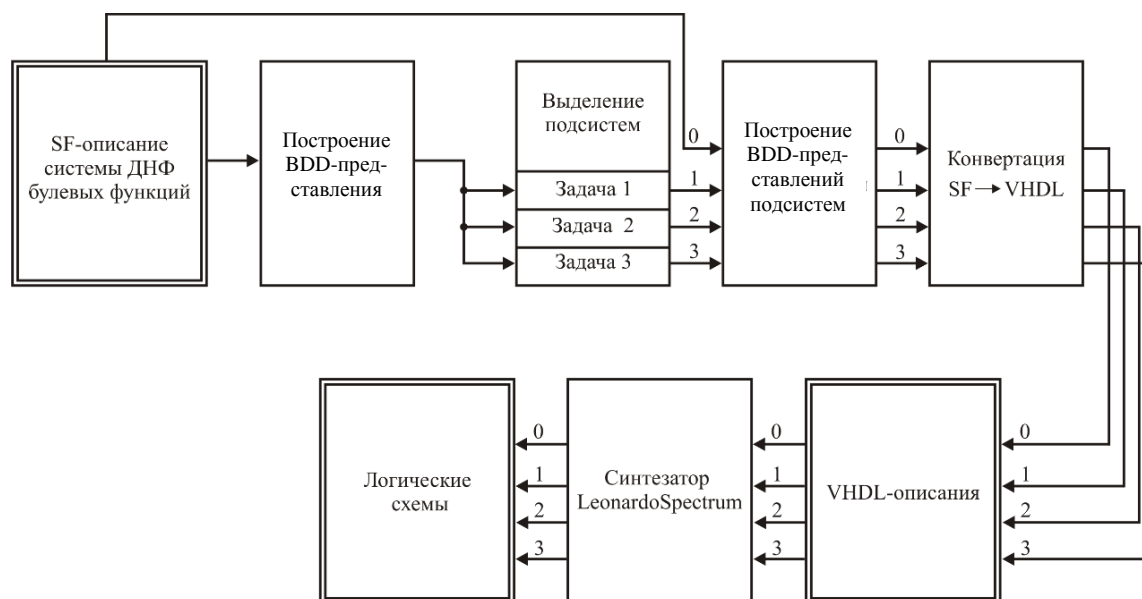 SF-описание
системы ДНФ
булевых функций
Построение
BDD-пред-
ставления
Выделение
подсистем
Задача 1
Задача 2
Задача 3
0
1
2
3
Построение
BDD-пред-
ставлений
подсистем
0
1
2
3
Конвертация
SF → VHDL
Логические
схемы
0
1
2
3
Синтезатор
LeonardoSpectrum
0
1
2
3
VHDL-описания
0
1
2
3